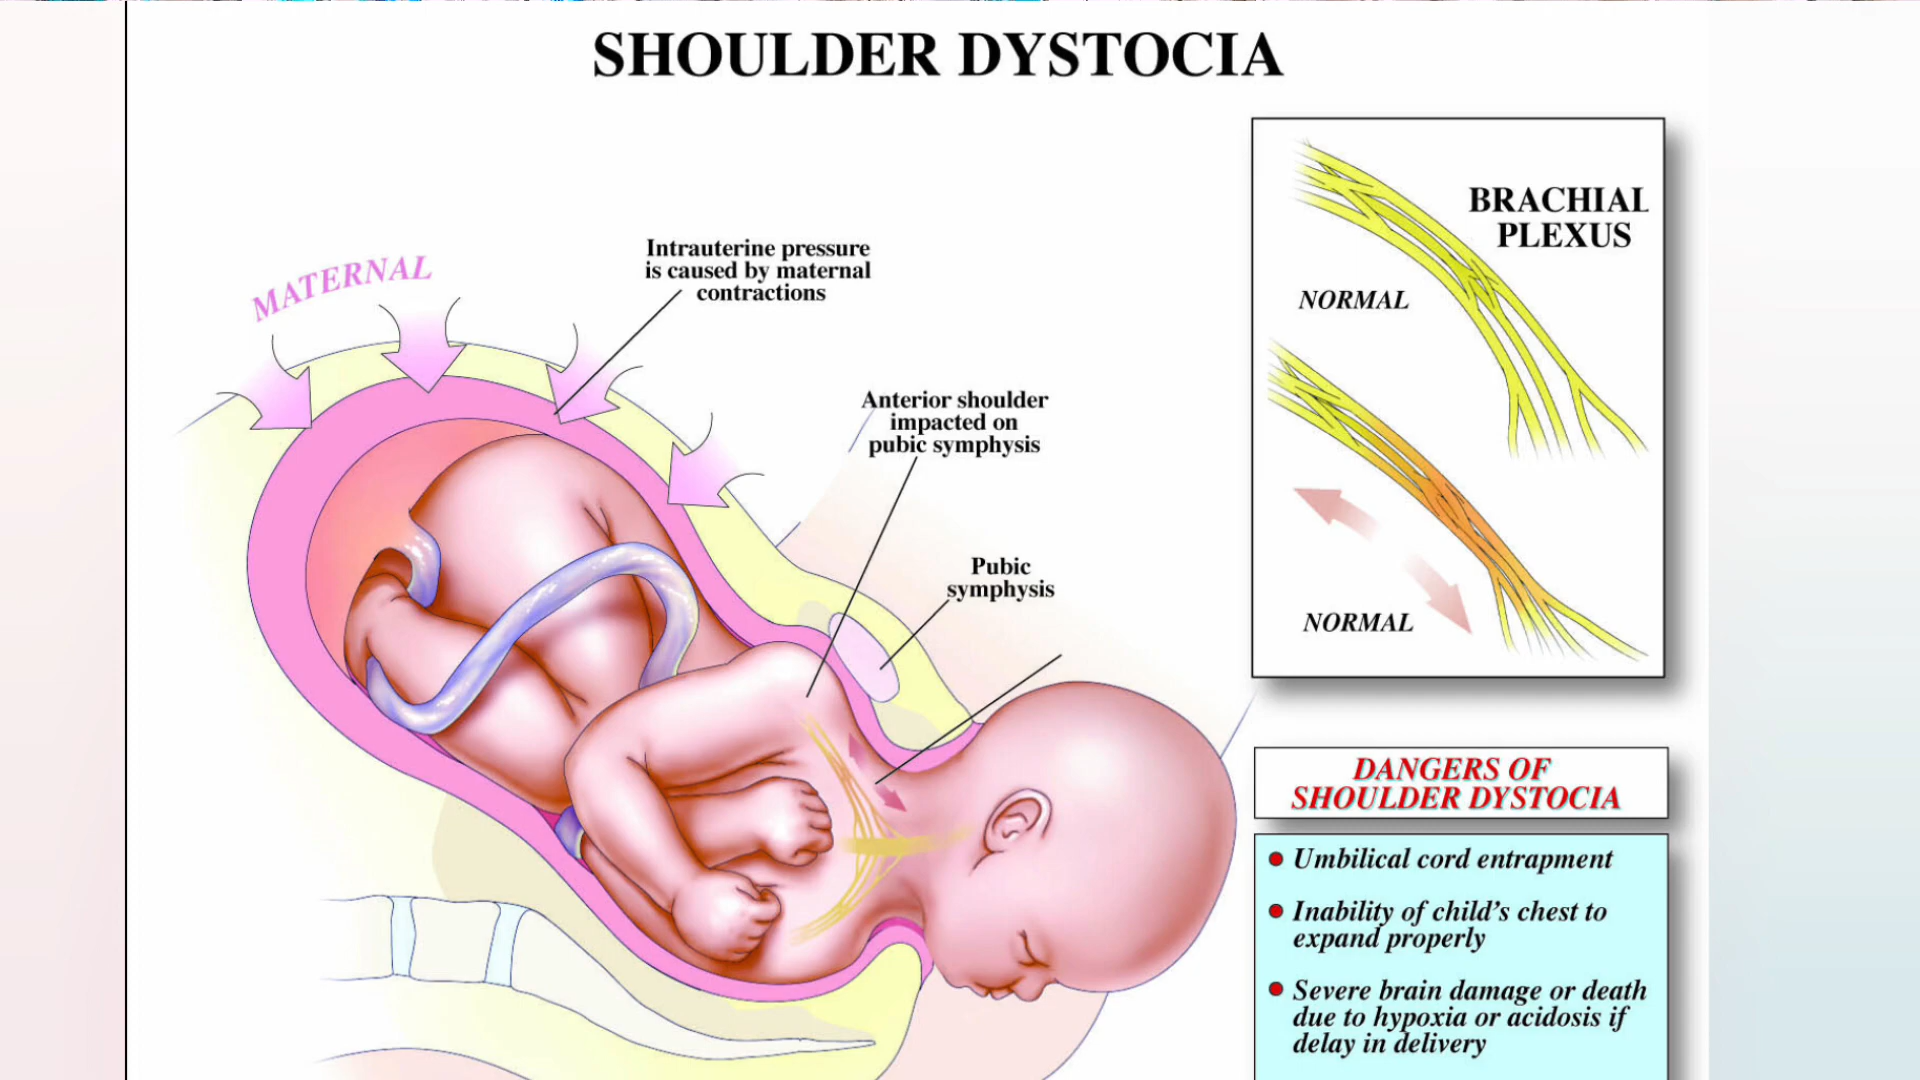 SHOULDER DYSTOCIA
MATERNAL
Intrauterine pressure
is caused by maternal
contractions
Anterior shoulder
impacted on
pubic symphysis
Pubic
symphysis
BRACHIAL
PLEXUS
NORMAL
NORMAL
DANGERS OF
SHOULDER DYSTOCIA
Umbilical cord entrapment
Inability of child's chest to
expand properly
Severe brain damage or death
due to hypoxia or acidosis if
delay in delivery